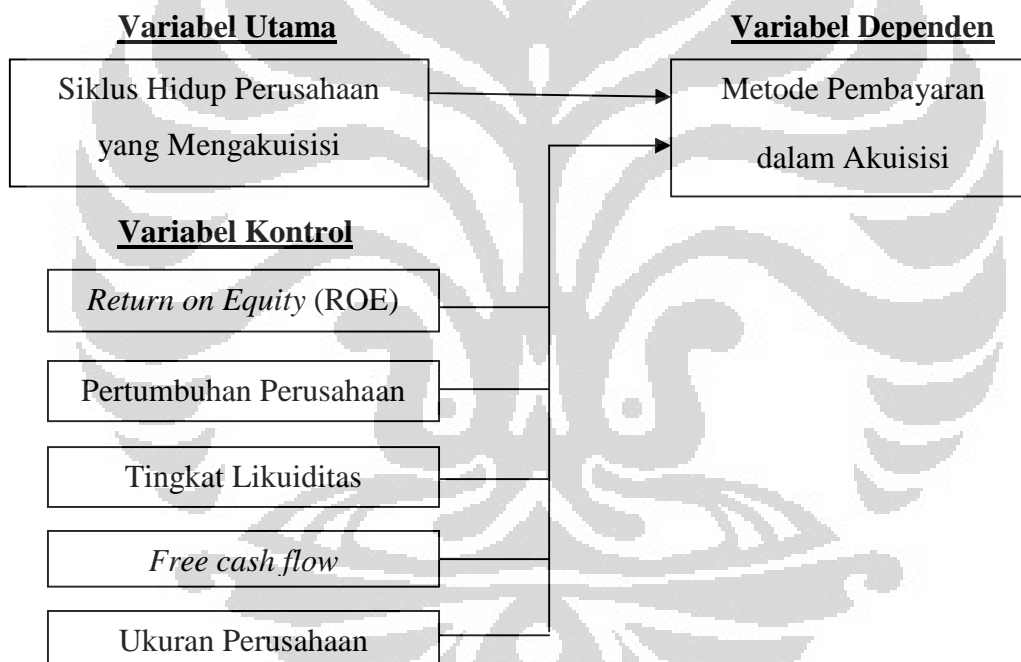 Variabel Utama
Siklus Hidup Perusahaan
yang Mengakuisisi
Variabel Dependen
Metode Pembayaran
dalam Akuisisi
Variabel Kontrol
Return on Equity (ROE)
Pertumbuhan Perusahaan
Tingkat Likuiditas
Free cash flow
Ukuran Perusahaan